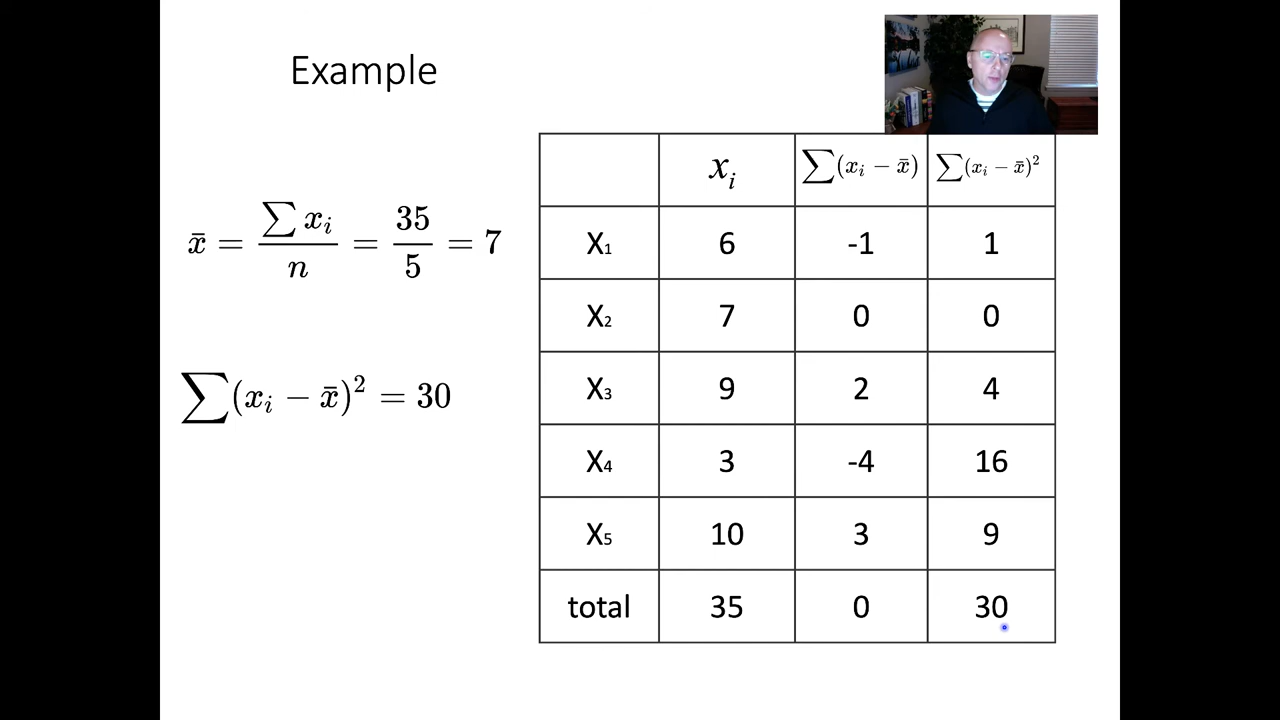 Example
x̄ = ∑ xᵢ / n = 35 / 5 = 7
∑(xᵢ − x̄)² = 30
xᵢ ∑(xᵢ − x̄) ∑(xᵢ − x̄)²
X₁ 6 -1 1
X₂ 7 0 0
X₃ 9 2 4
X₄ 3 -4 16
X₅ 10 3 9
total 35 0 30